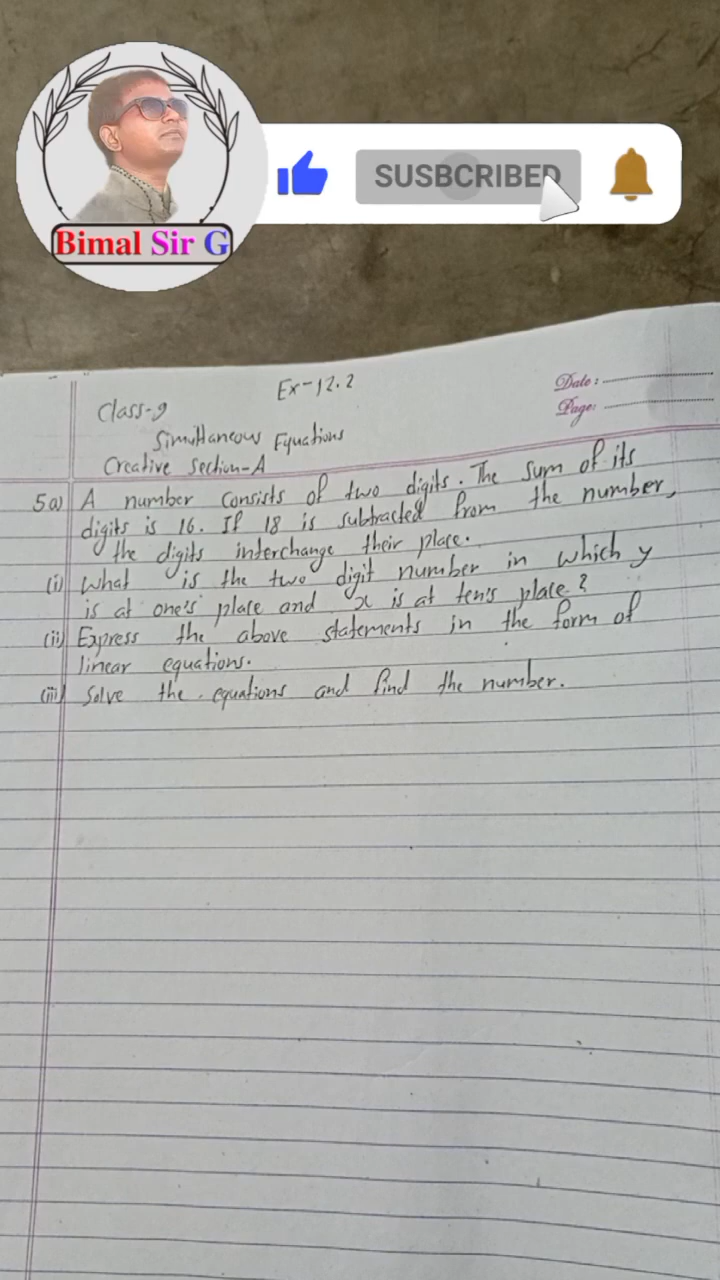 Bimal Sir G
SUSBCRIBED
Ex-12.2
Date:
Page:
Class-9
Simultaneous Equations
Creative Section-A
5a) A number consists of two digits. The sum of its
digits is 16. If 18 is subtracted from the number,
the digits interchange their place.
(i) What is the two digit number in which y
is at one's place and x is at ten's place?
(ii) Express the above statements in the form of
linear equations.
(iii) Solve the equations and find the number.